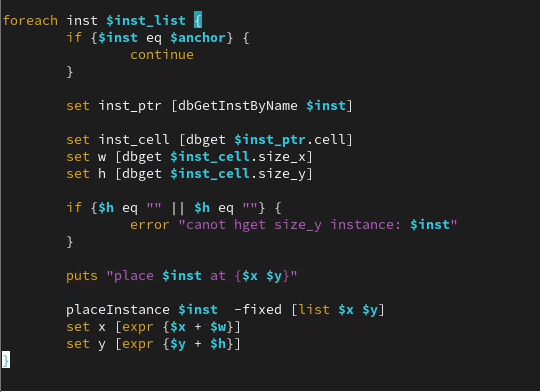 foreach inst $inst_list {
if {$inst eq $anchor} {
continue
}
set inst_ptr [dbGetInstByName $inst]
set inst_cell [dbget $inst_ptr.cell]
set w [dbget $inst_cell.size_x]
set h [dbget $inst_cell.size_y]
if {$h eq "" || $h eq ""} {
error "canot hget size_y instance: $inst"
}
puts "place $inst at {$x $y}"
placeInstance $inst  -fixed [list $x $y]
set x [expr {$x + $w}]
set y [expr {$y + $h}]
}